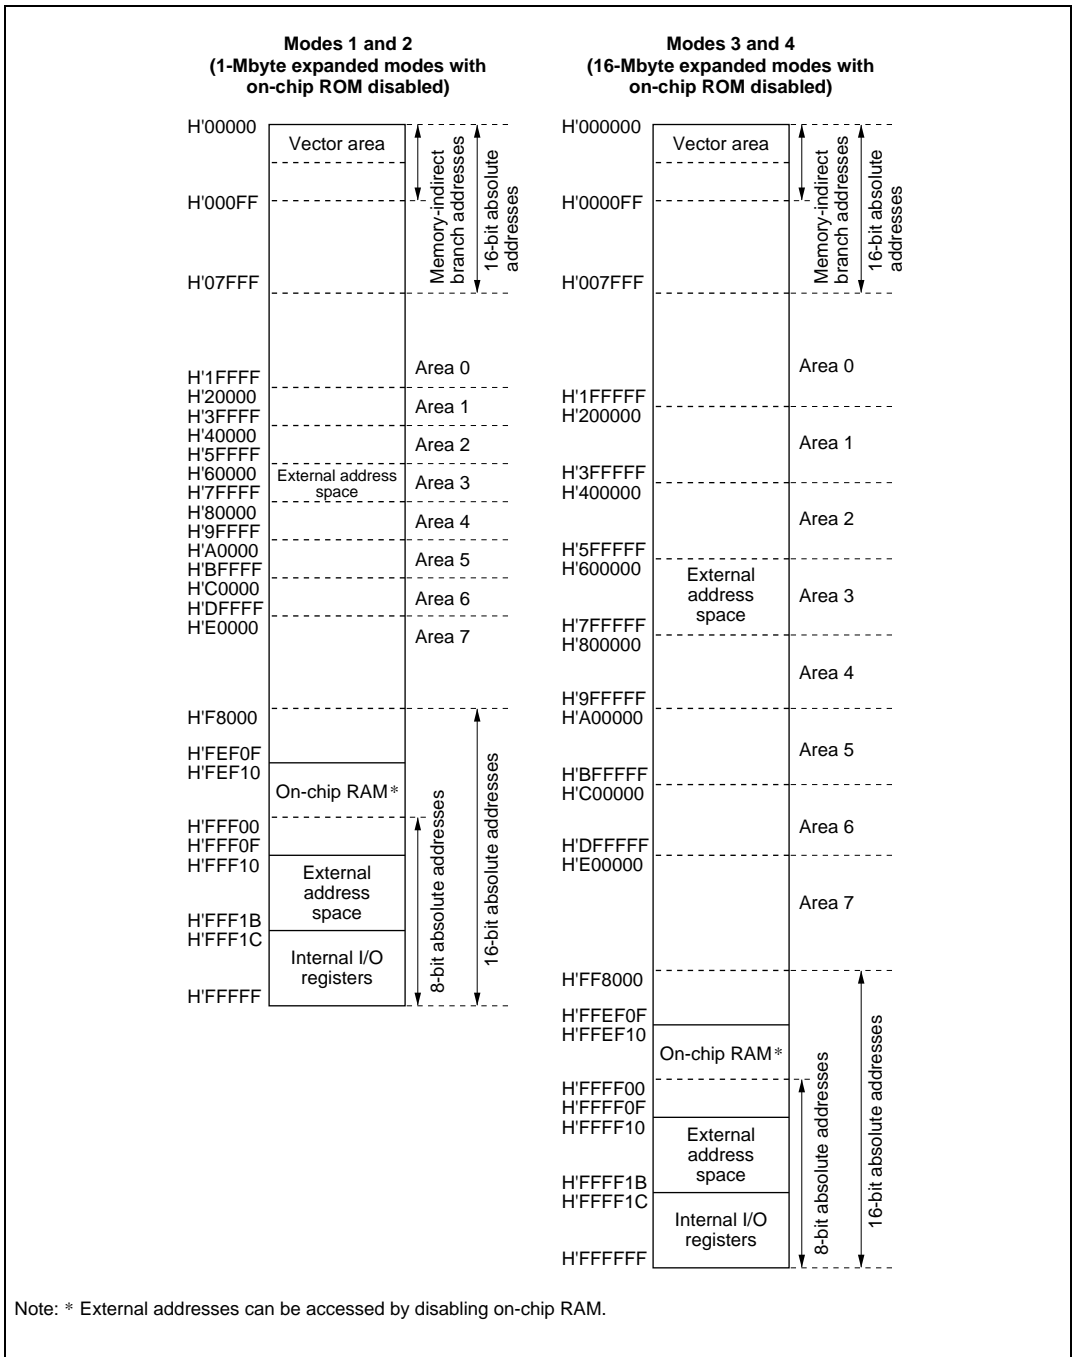 Modes 1 and 2
(1-Mbyte expanded modes with
on-chip ROM disabled)
H'00000
Vector area
H'000FF
H'07FFF
Memory-indirect
branch addresses
16-bit absolute
addresses
H'1FFFF
Area 0
H'20000
H'3FFFF
Area 1
H'40000
H'5FFFF
Area 2
H'60000
H'7FFFF
External address
space
Area 3
H'80000
H'9FFFF
Area 4
H'A0000
H'BFFFF
Area 5
H'C0000
H'DFFFF
Area 6
H'E0000
Area 7
H'F8000
H'FEF0F
H'FEF10
On-chip RAM*
H'FFF00
H'FFF0F
H'FFF10
External
address
space
H'FFF1B
H'FFF1C
Internal I/O
registers
H'FFFFF
8-bit absolute addresses
16-bit absolute addresses
Modes 3 and 4
(16-Mbyte expanded modes with
on-chip ROM disabled)
H'000000
Vector area
H'0000FF
H'007FFF
Memory-indirect
branch addresses
16-bit absolute
addresses
Area 0
H'1FFFFF
H'200000
Area 1
H'3FFFFF
H'400000
Area 2
H'5FFFFF
H'600000
External
address
space
Area 3
H'7FFFFF
H'800000
Area 4
H'9FFFFF
H'A00000
Area 5
H'BFFFFF
H'C00000
Area 6
H'DFFFFF
H'E00000
Area 7
H'FF8000
H'FFEF0F
H'FFEF10
On-chip RAM*
H'FFFF00
H'FFFF0F
H'FFFF10
External
address
space
H'FFFF1B
H'FFFF1C
Internal I/O
registers
H'FFFFFF
8-bit absolute addresses
16-bit absolute addresses
Note: * External addresses can be accessed by disabling on-chip RAM.